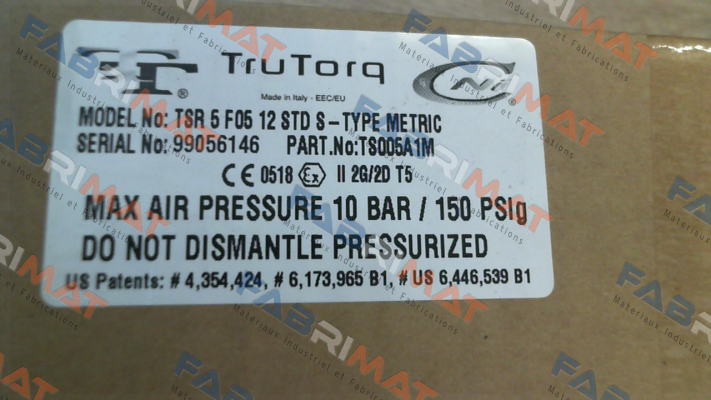 TT® TruTorq CNi®
Made in Italy - EEC/EU
MODEL No: TSR 5 F05 12 STD S-TYPE METRIC
SERIAL No: 99056146 PART.No:TS005A1M
CE 0518 Ex II 2G/2D T5
MAX AIR PRESSURE 10 BAR / 150 PSIg
DO NOT DISMANTLE PRESSURIZED
US Patents: # 4,354,424, # 6,173,965 B1, # US 6,446,539 B1
FABRIMAT
Materiaux Industriel et Fabrications